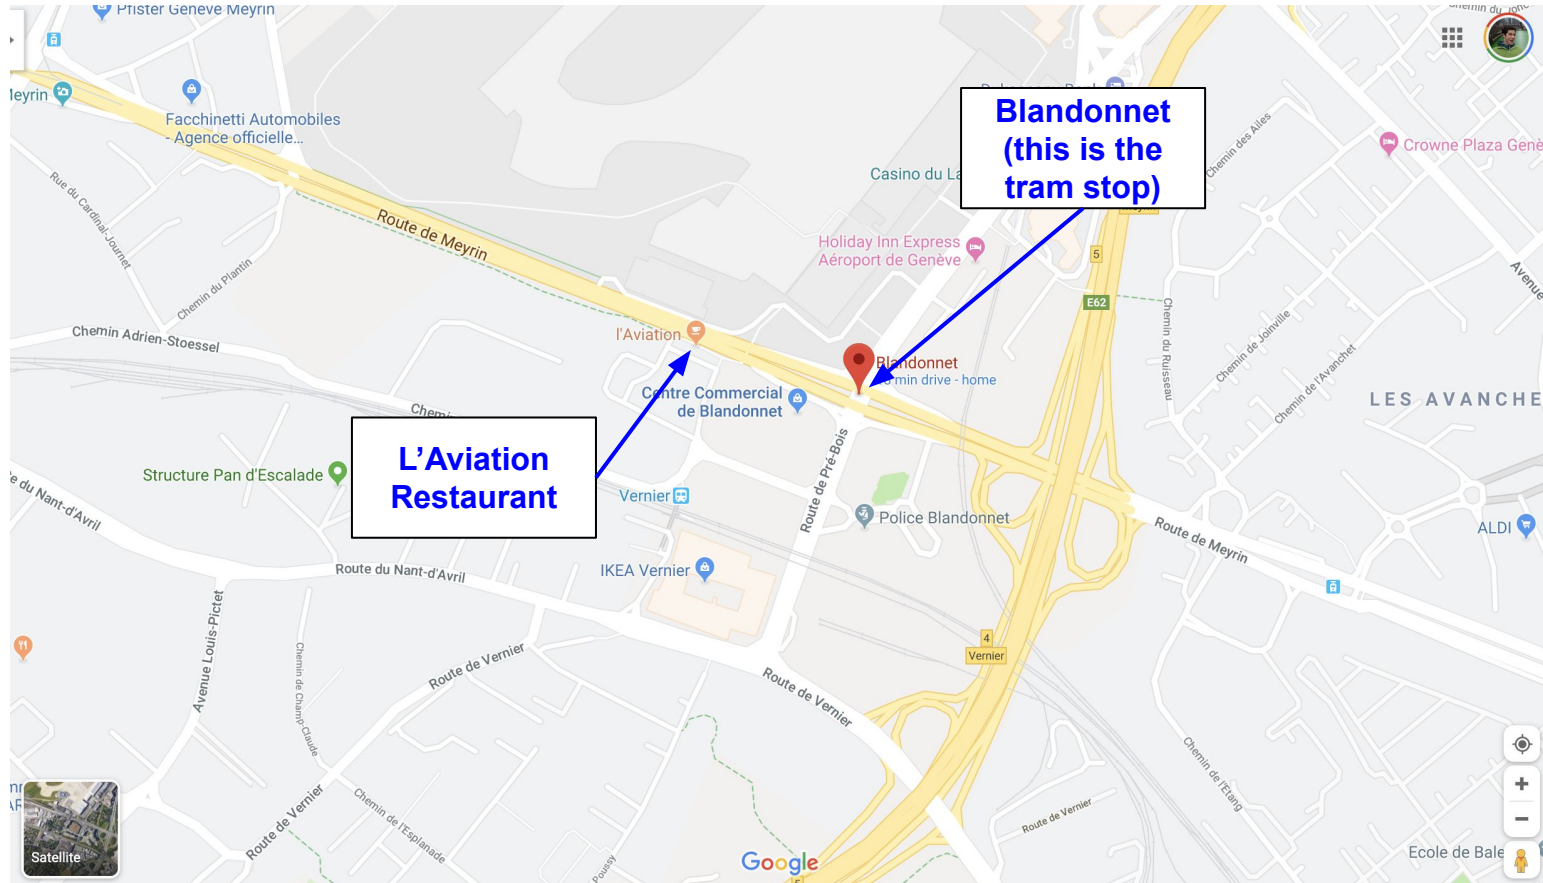 Pfister Genève Meyrin
Meyrin
Facchinetti Automobiles
- Agence officielle...
Rue du Cardinal-Journet
Chemin du Plantin
Route de Meyrin
Chemin Adrien-Stoessel
Blandonnet
(this is the
tram stop)
Casino du
Holiday Inn Express
Aéroport de Genève
Chemin des Ailes
Crowne Plaza
5
E62
Avenue
Chemin du Ruisseau
Chemin de Joinville
Chemin de l'Avanchet
LES
l'Aviation
Blandonnet
min drive - home
Centre Commercial
de Blandonnet
L'Aviation
Restaurant
Structure Pan d'Escalade
Vernier
Route de Pré-Bois
Police Blandonnet
IKEA Vernier
Route de Meyrin
ALDI
du Nant-d'Avril
Route du Nant-d'Avril
Avenue Louis-Pictet
Chemin de Champ-Claude
Route de Vernier
4
Vernier
Route de Vernier
Chemin de l'Etang
Route de Vernier
Chemin de l'Esplanade
Poussy
Route de Vernier
Satellite
Google
Ecole de
5